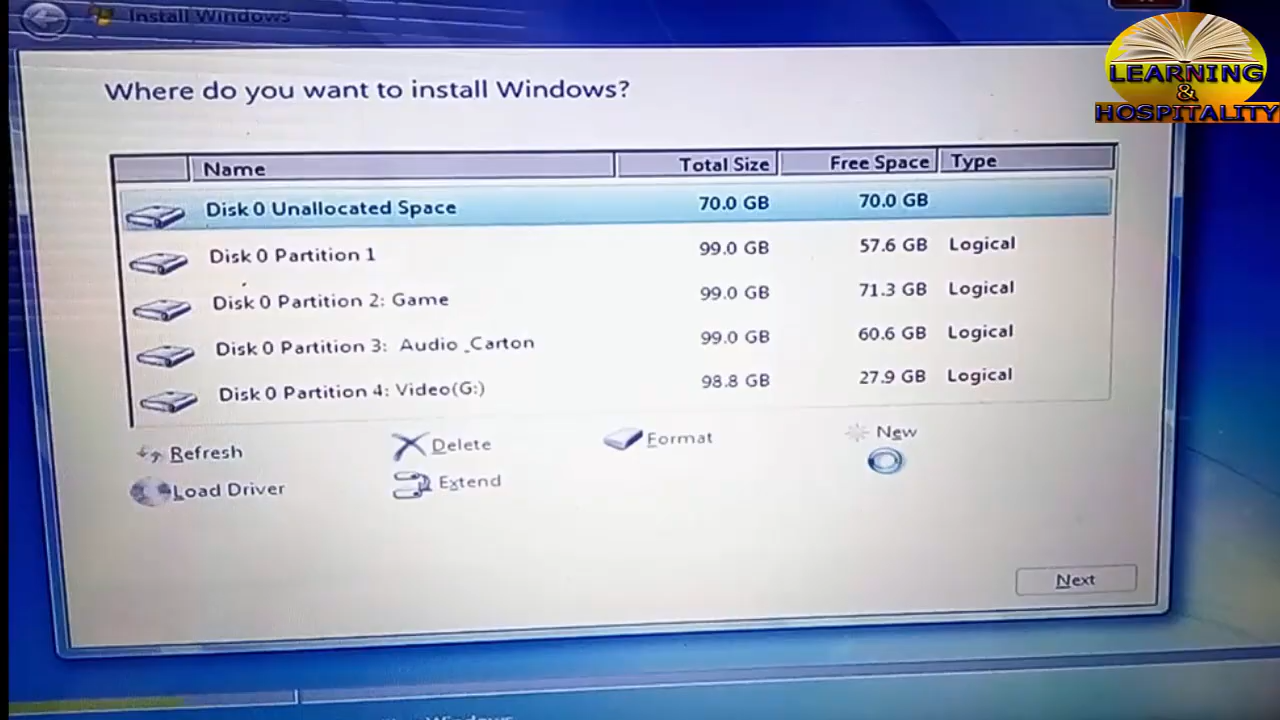 Install Windows
LEARNING
&
HOSPITALITY
Where do you want to install Windows?
Name Total Size Free Space Type
Disk 0 Unallocated Space 70.0 GB 70.0 GB
Disk 0 Partition 1 99.0 GB 57.6 GB Logical
Disk 0 Partition 2: Game 99.0 GB 71.3 GB Logical
Disk 0 Partition 3: Audio_Carton 99.0 GB 60.6 GB Logical
Disk 0 Partition 4: Video(G:) 98.8 GB 27.9 GB Logical
Refresh Delete Format New
Load Driver Extend
Next